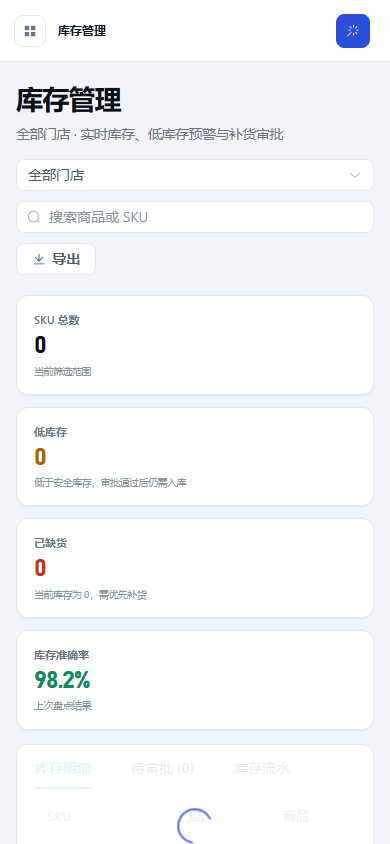 库存管理
库存管理
全部门店 · 实时库存、低库存预警与补货审批
全部门店
搜索商品或 SKU
导出
SKU 总数
0
当前筛选范围
低库存
0
低于安全库存，审批通过后仍需入库
已缺货
0
当前库存为 0，需优先补货
库存准确率
98.2%
上次盘点结果
库存明细 待审批 (0) 库存流水
SKU 商品